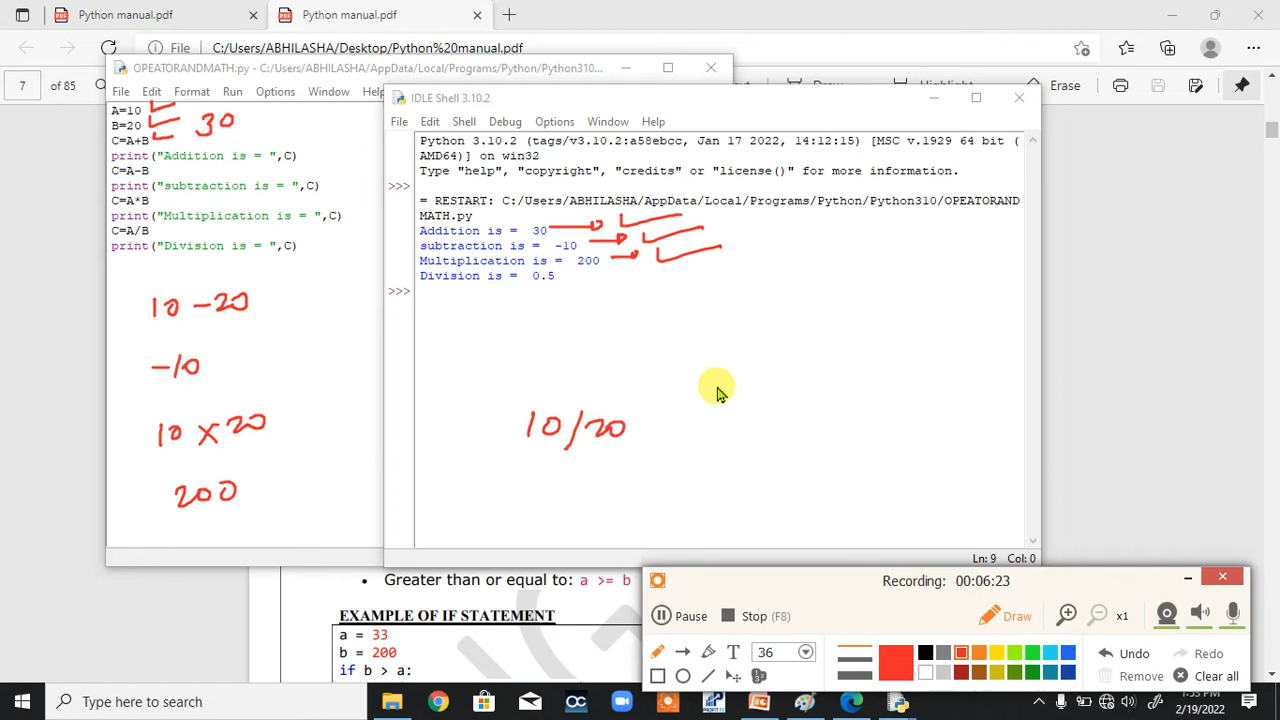 Python manual.pdf
Python manual.pdf
File
C:/Users/ABHILASHA/Desktop/Python%20manual.pdf
7 of 85
Erase
OPEATORANDMATH.py - C:/Users/ABHILASHA/AppData/Local/Programs/Python/Python310...
File Edit Format Run Options Window Help
A=10
B=20
C=A+B
print("Addition is = ",C)
C=A-B
print("subtraction is = ",C)
C=A*B
print("Multiplication is = ",C)
C=A/B
print("Division is = ",C)
30
10 -20
-10
10 x 20
200
IDLE Shell 3.10.2
File Edit Shell Debug Options Window Help
Python 3.10.2 (tags/v3.10.2:a58ebcc, Jan 17 2022, 14:12:15) [MSC v.1929 64 bit (
AMD64)] on win32
Type "help", "copyright", "credits" or "license()" for more information.
>>>
= RESTART: C:/Users/ABHILASHA/AppData/Local/Programs/Python/Python310/OPEATORAND
MATH.py
Addition is = 30
subtraction is = -10
Multiplication is = 200
Division is = 0.5
>>>
10/20
Ln: 9 Col: 0
• Greater than or equal to: a >= b
EXAMPLE OF IF STATEMENT
a = 33
b = 200
if b > a:
Recording: 00:06:23
Pause Stop (F8) Draw x1
T 36
Undo Redo
Remove Clear all
Type here to search
ENG
2/19/2022